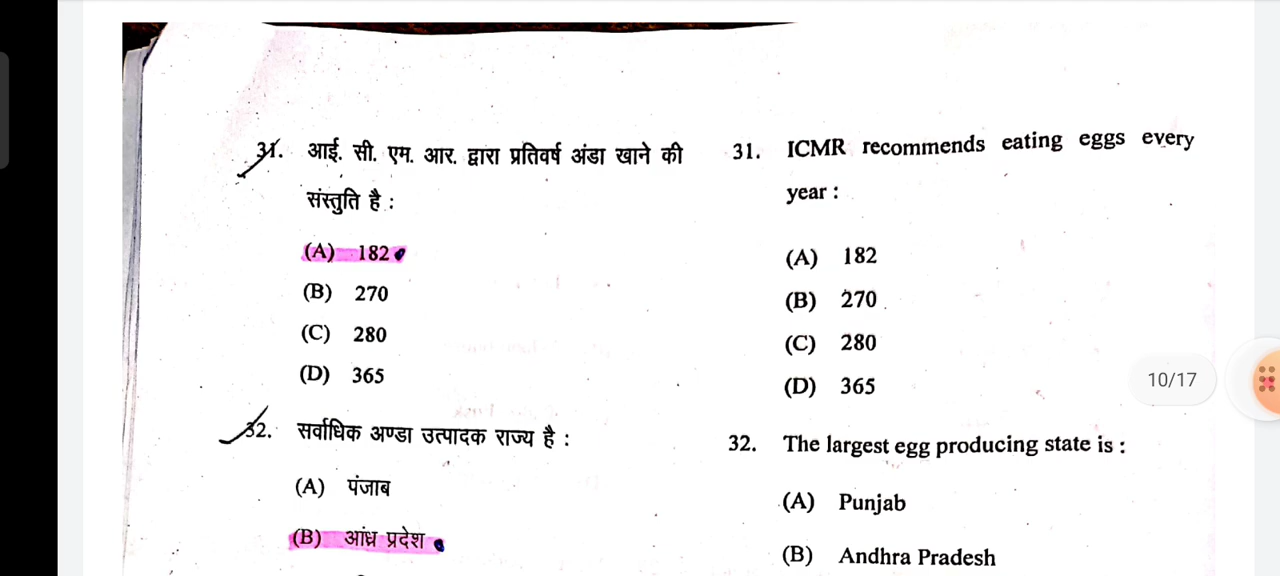 31. आई. सी. एम. आर. द्वारा प्रतिवर्ष अंडा खाने की
संस्तुति है :
(A) 182
(B) 270
(C) 280
(D) 365
32. सर्वाधिक अण्डा उत्पादक राज्य है :
(A) पंजाब
(B) आंध्र प्रदेश
31. ICMR recommends eating eggs every
year :
(A) 182
(B) 270
(C) 280
(D) 365
32. The largest egg producing state is :
(A) Punjab
(B) Andhra Pradesh
10/17